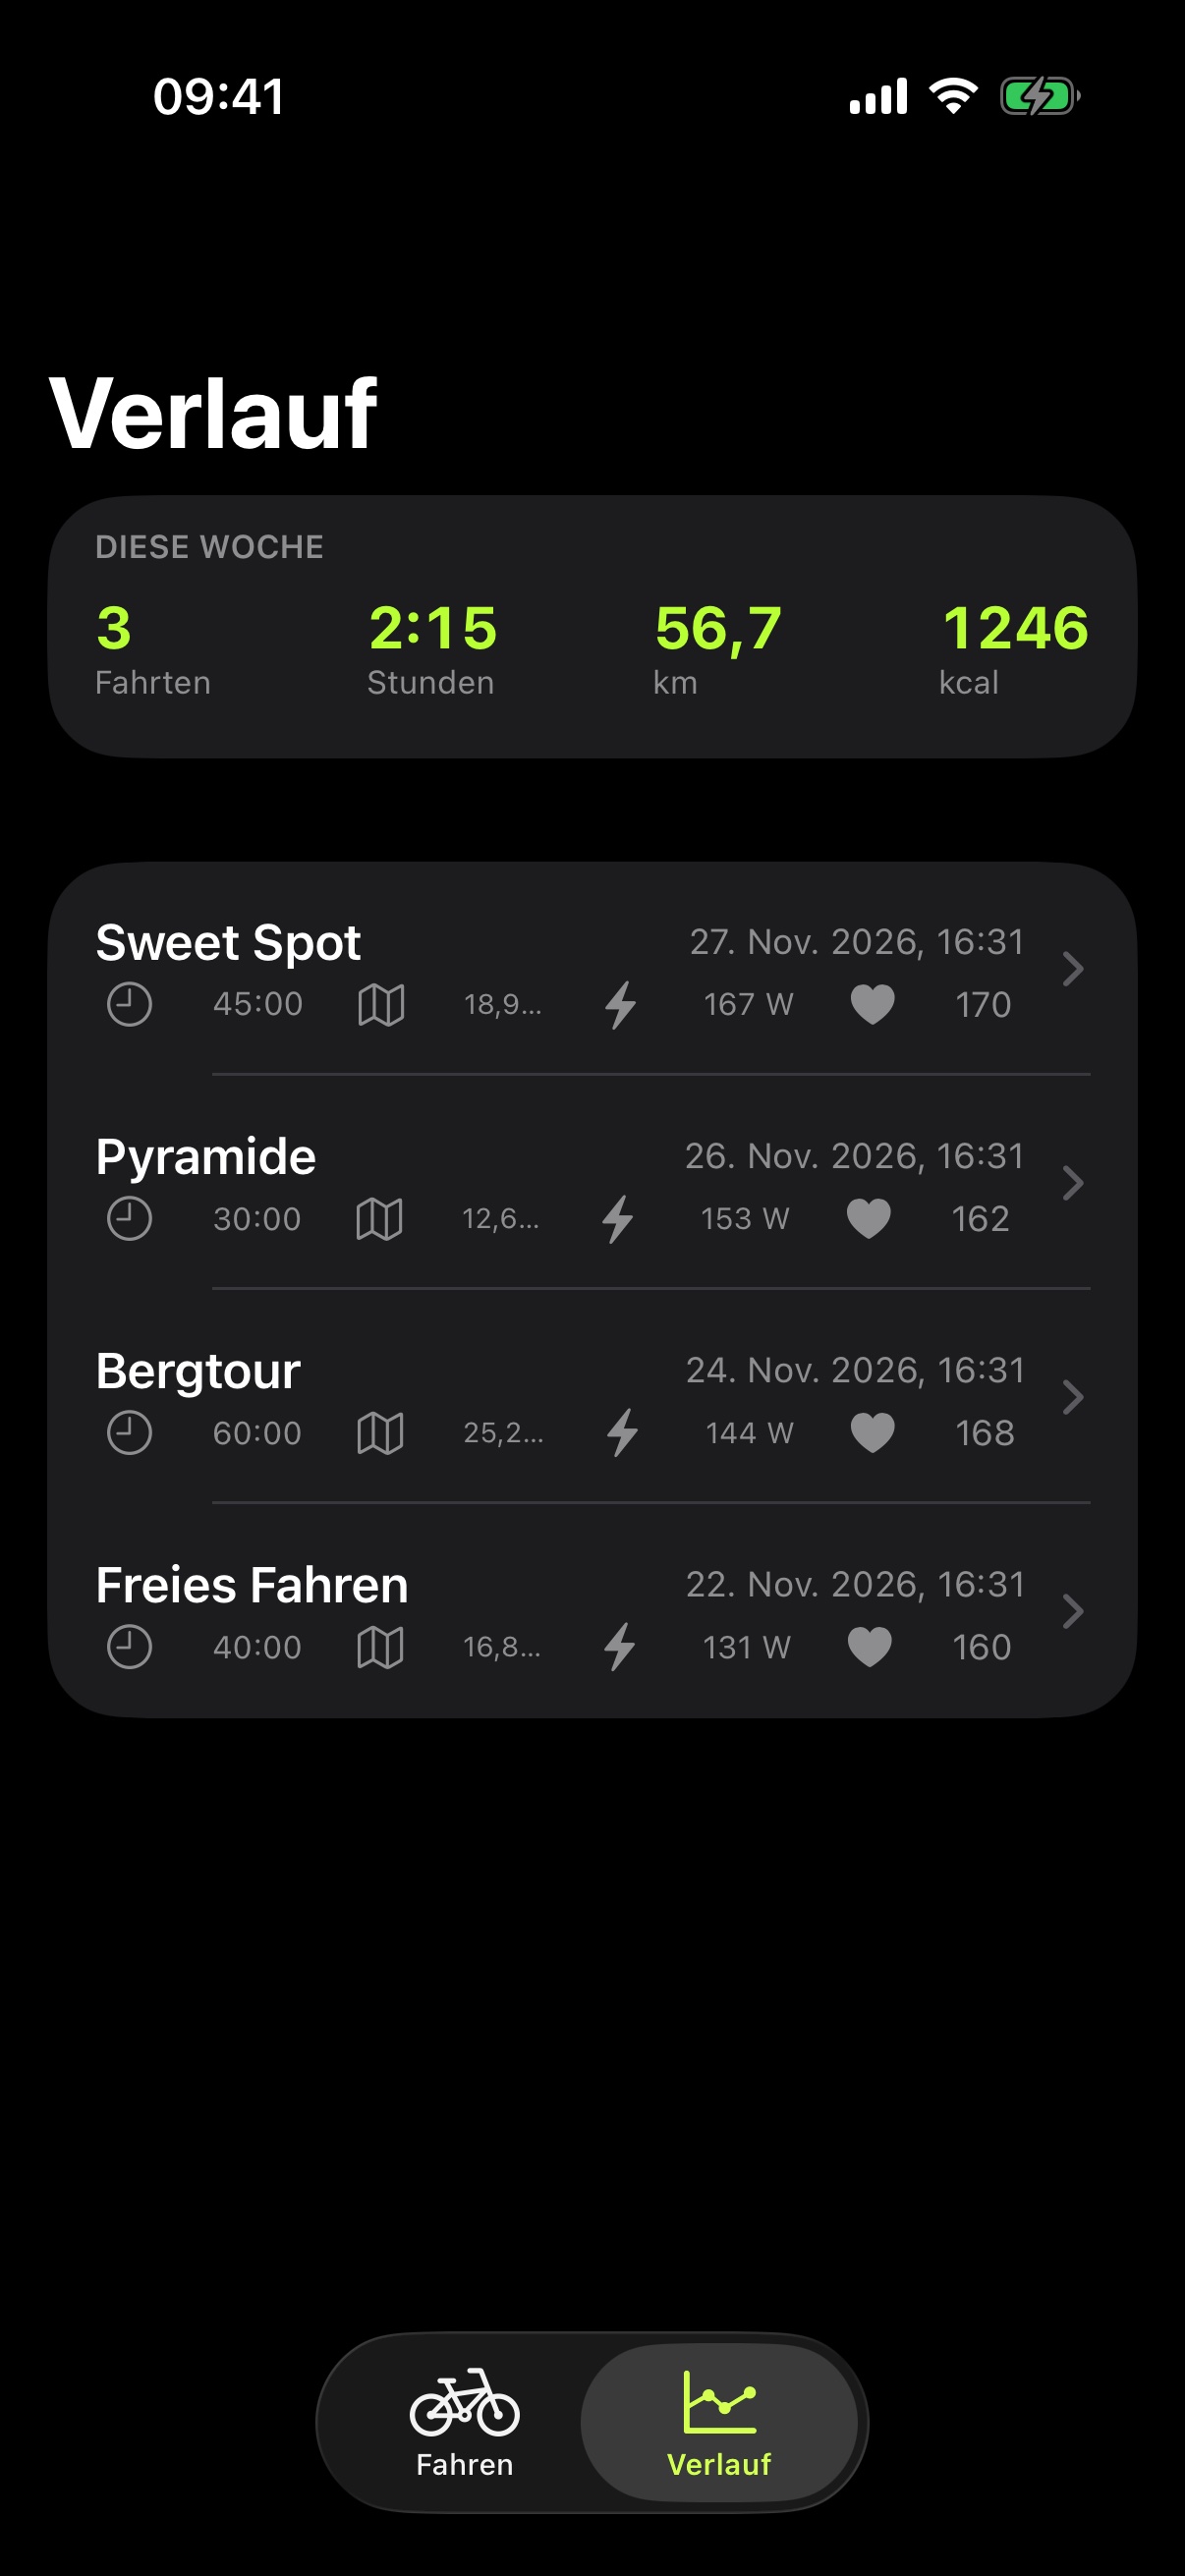 09:41
Verlauf
DIESE WOCHE
3 2:15 56,7 1246
Fahrten Stunden km kcal
Sweet Spot 27. Nov. 2026, 16:31
45:00 18,9... 167 W 170
Pyramide 26. Nov. 2026, 16:31
30:00 12,6... 153 W 162
Bergtour 24. Nov. 2026, 16:31
60:00 25,2... 144 W 168
Freies Fahren 22. Nov. 2026, 16:31
40:00 16,8... 131 W 160
Fahren Verlauf